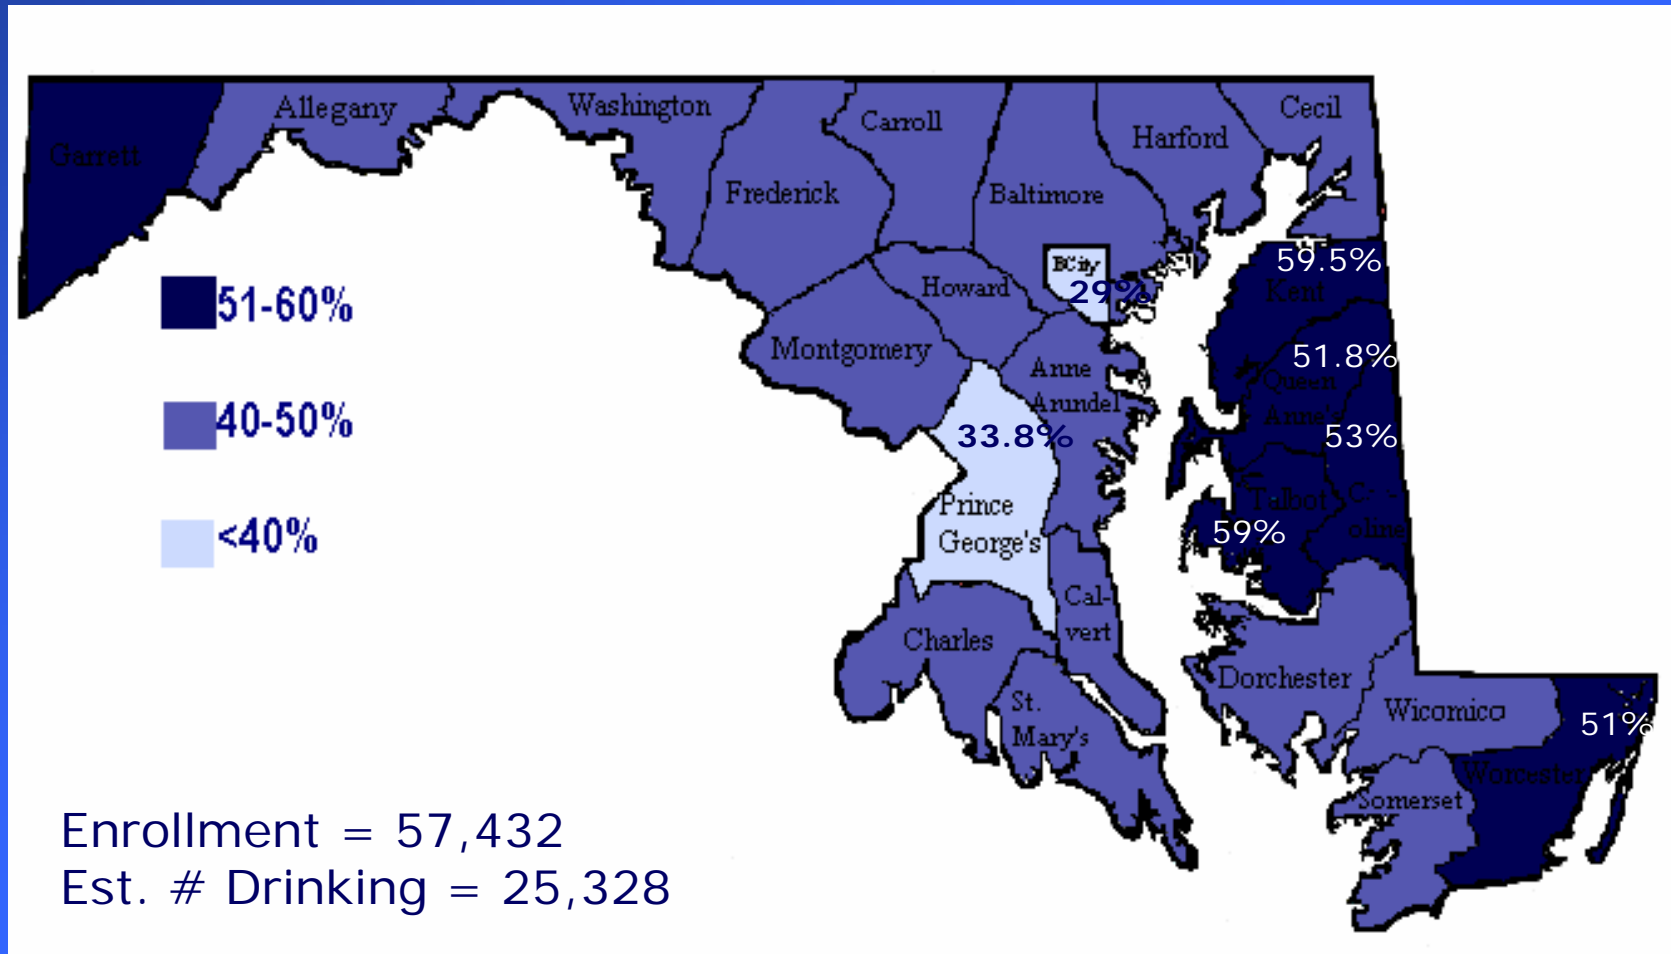 Garrett
Allegany
Washington
Frederick
Carroll
Baltimore
Harford
Cecil
BCity
29%
Howard
Montgomery
Anne
Arundel
33.8%
Prince
George's
Cal-
vert
Charles
St.
Mary's
59.5%
Kent
51.8%
Queen
Anne's
53%
Talbot
59%
C- -
oline
Dorchester
Wicomico
51%
Worcester
Somerset
51-60%
40-50%
<40%
Enrollment = 57,432
Est. # Drinking = 25,328